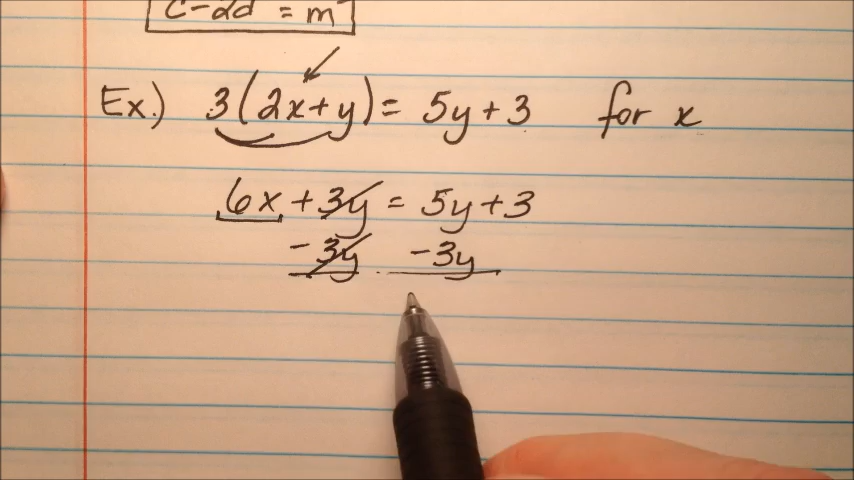 c-2d = m
Ex.) 3(2x+y) = 5y+3 for x
6x + 3y = 5y+3
-3y -3y